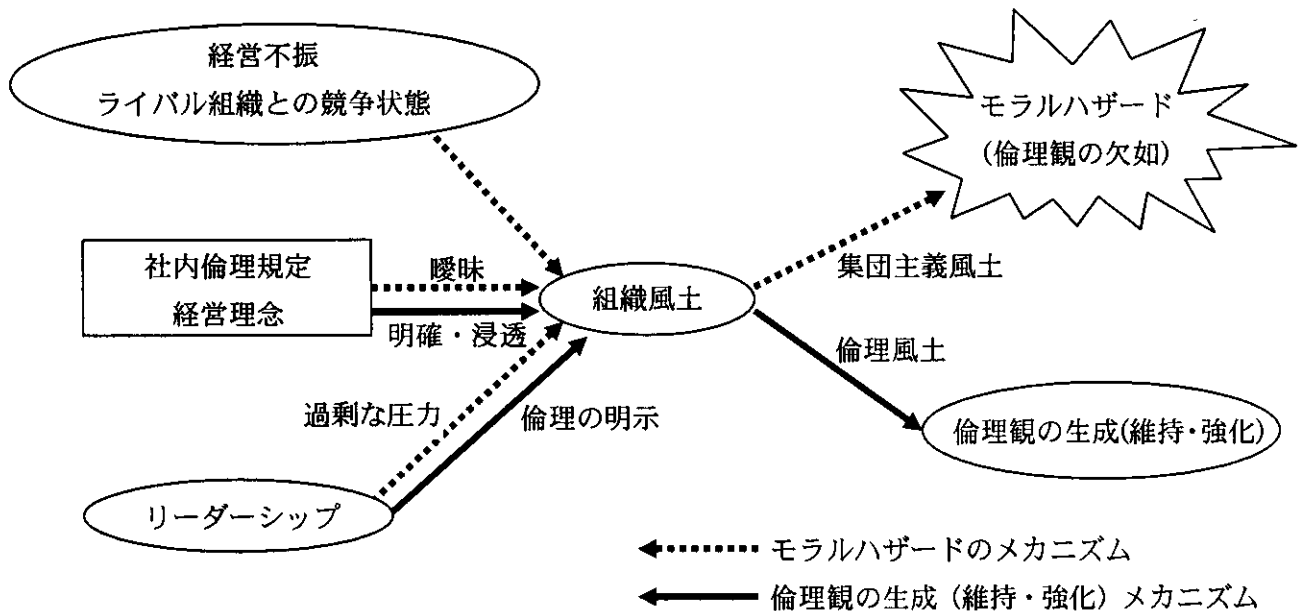 経営不振
ライバル組織との競争状態
モラルハザード
(倫理観の欠如)
社内倫理規定
経営理念
曖昧
明確・浸透
組織風土
集団主義風土
倫理風土
過剰な圧力
倫理の明示
倫理観の生成(維持・強化)
リーダーシップ
モラルハザードのメカニズム
倫理観の生成（維持・強化）メカニズム